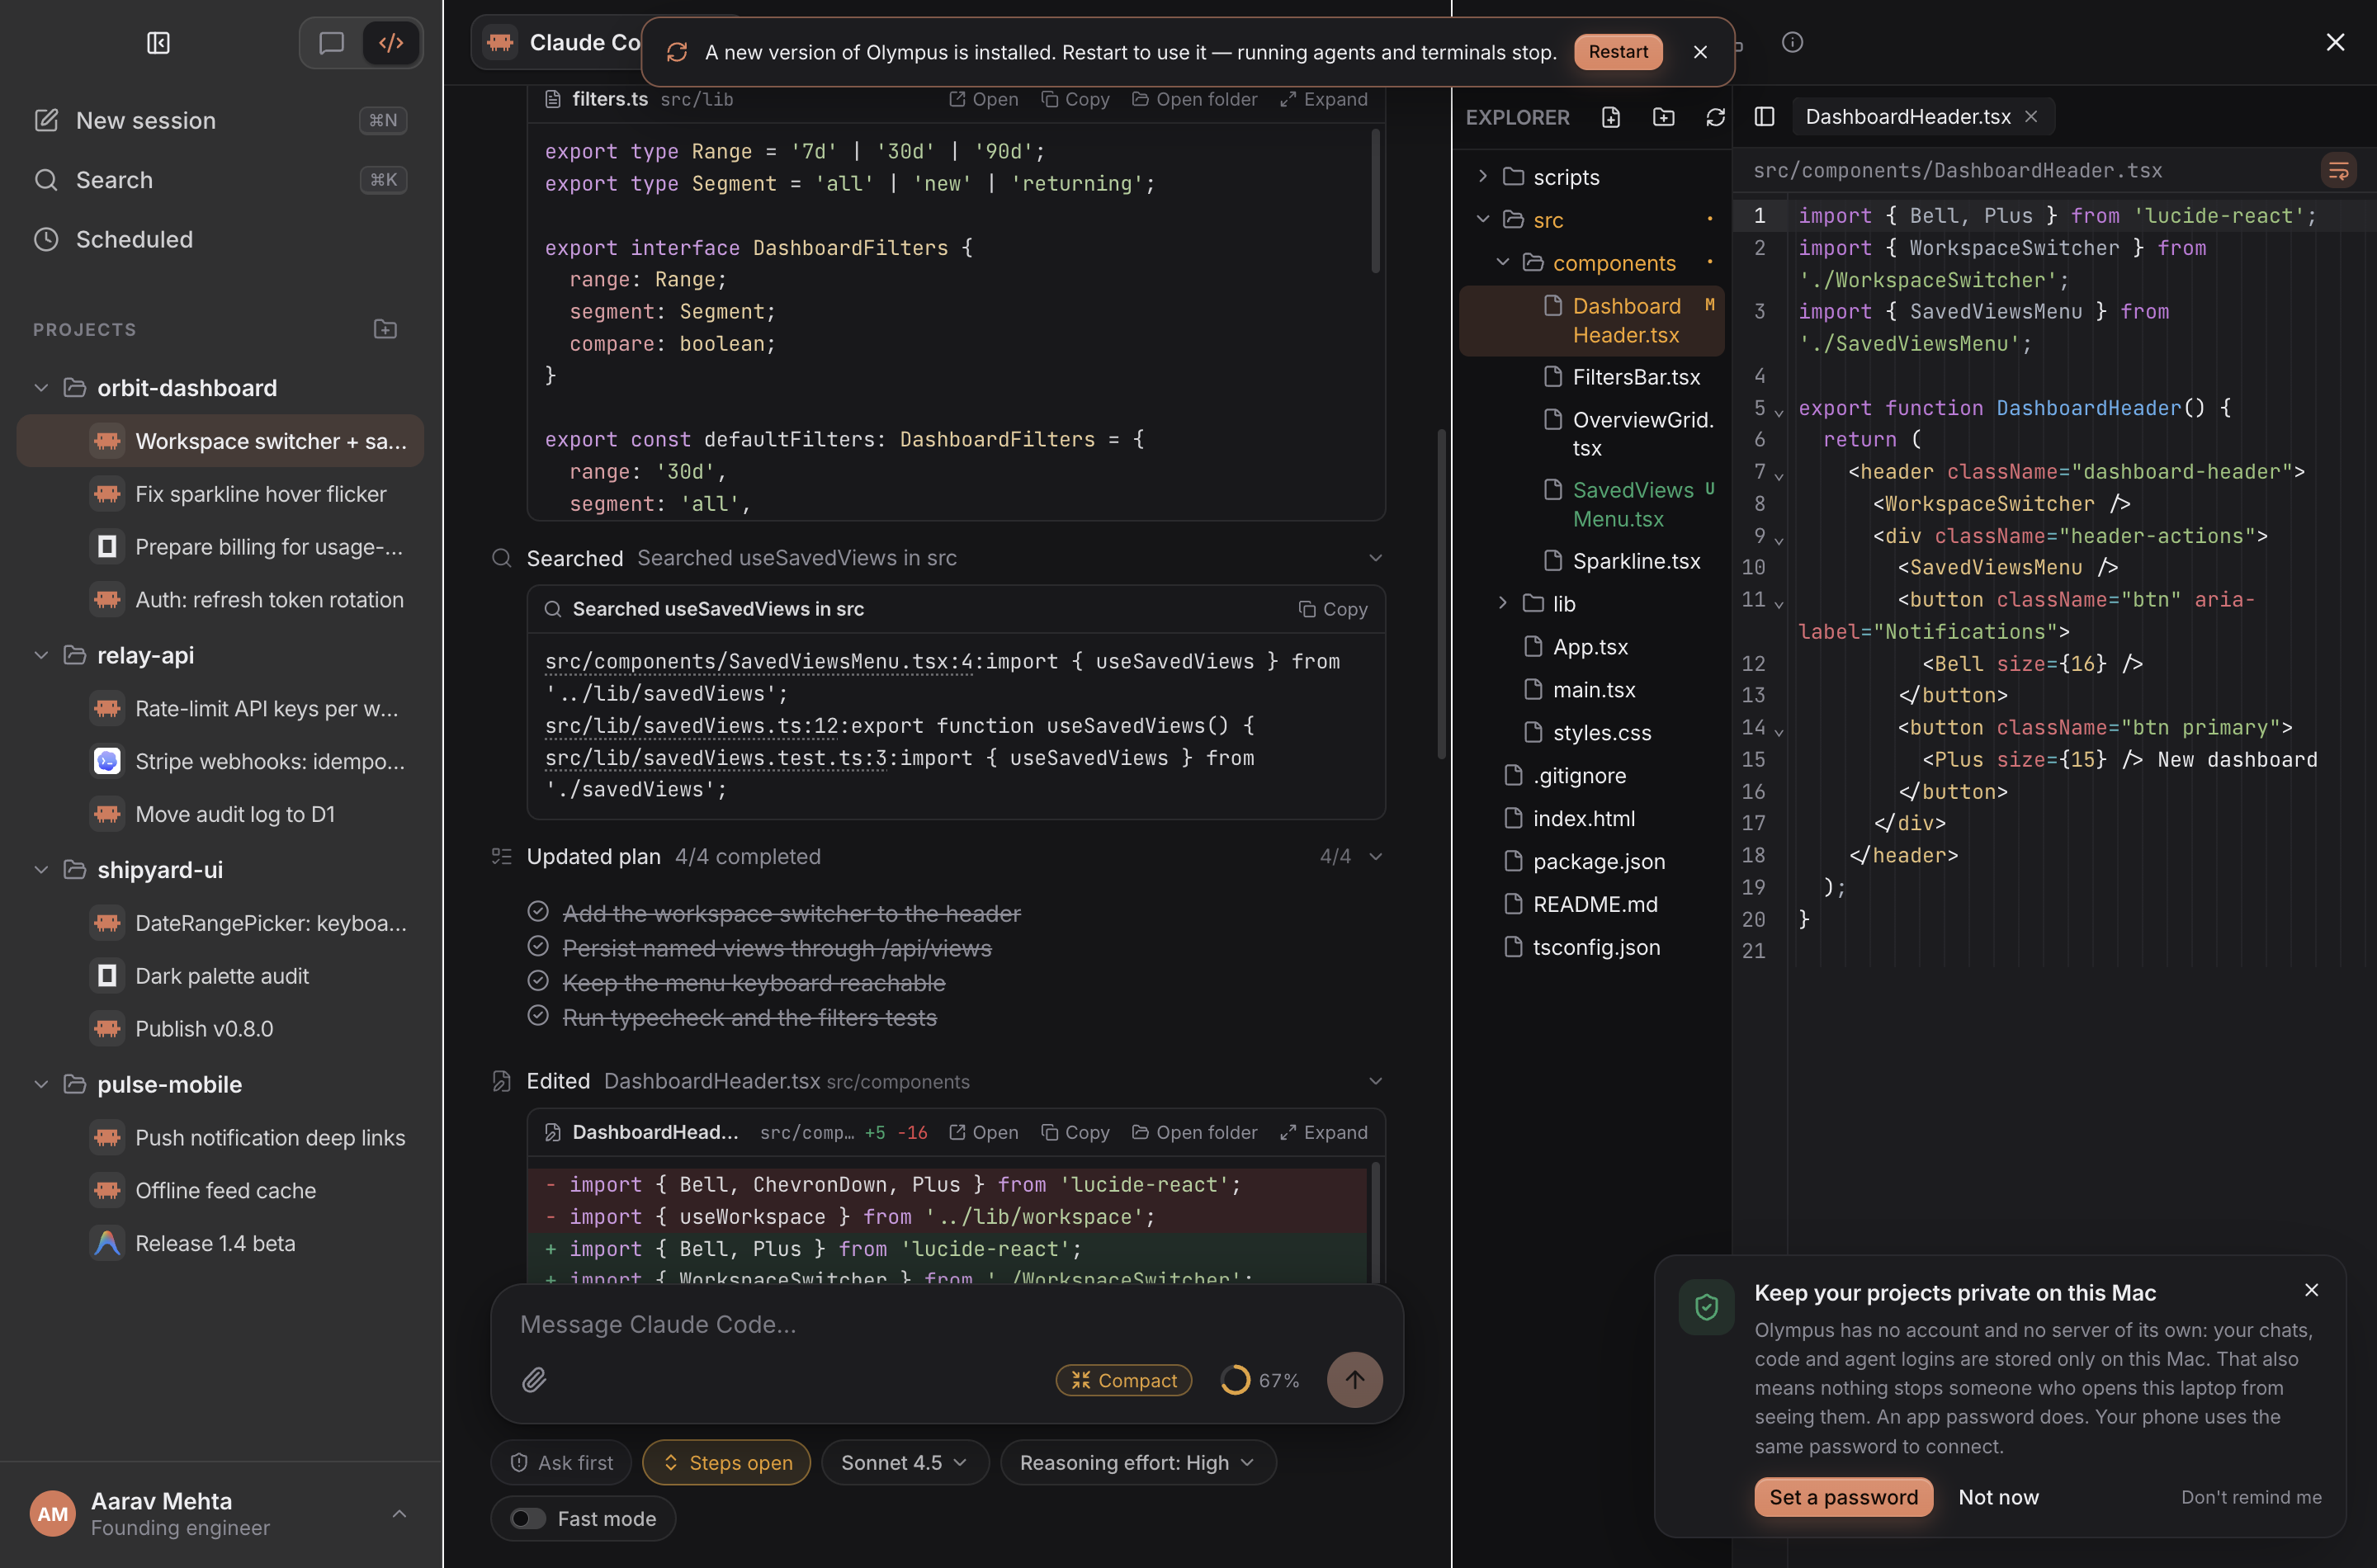 New session ⌘N
Search ⌘K
Scheduled
PROJECTS
orbit-dashboard
Workspace switcher + sa...
Fix sparkline hover flicker
Prepare billing for usage-...
Auth: refresh token rotation
relay-api
Rate-limit API keys per w...
Stripe webhooks: idempo...
Move audit log to D1
shipyard-ui
DateRangePicker: keyboa...
Dark palette audit
Publish v0.8.0
pulse-mobile
Push notification deep links
Offline feed cache
Release 1.4 beta
AM
Aarav Mehta
Founding engineer
Claude Co
A new version of Olympus is installed. Restart to use it — running agents and terminals stop. Restart
filters.ts src/lib Open Copy Open folder Expand
export type Range = '7d' | '30d' | '90d';
export type Segment = 'all' | 'new' | 'returning';
export interface DashboardFilters {
range: Range;
segment: Segment;
compare: boolean;
}
export const defaultFilters: DashboardFilters = {
range: '30d',
segment: 'all',
Searched Searched useSavedViews in src
Searched useSavedViews in src Copy
src/components/SavedViewsMenu.tsx:4:import { useSavedViews } from
'../lib/savedViews';
src/lib/savedViews.ts:12:export function useSavedViews() {
src/lib/savedViews.test.ts:3:import { useSavedViews } from
'./savedViews';
Updated plan 4/4 completed 4/4
Add the workspace switcher to the header
Persist named views through /api/views
Keep the menu keyboard reachable
Run typecheck and the filters tests
Edited DashboardHeader.tsx src/components
DashboardHead... src/comp... +5 -16 Open Copy Open folder Expand
- import { Bell, ChevronDown, Plus } from 'lucide-react';
- import { useWorkspace } from '../lib/workspace';
+ import { Bell, Plus } from 'lucide-react';
+ import { WorkspaceSwitcher } from './WorkspaceSwitcher';
Message Claude Code...
Compact 67%
Ask first Steps open Sonnet 4.5 Reasoning effort: High
Fast mode
EXPLORER
scripts
src
components
Dashboard M
Header.tsx
FiltersBar.tsx
OverviewGrid.
tsx
SavedViews U
Menu.tsx
Sparkline.tsx
lib
App.tsx
main.tsx
styles.css
.gitignore
index.html
package.json
README.md
tsconfig.json
DashboardHeader.tsx
src/components/DashboardHeader.tsx
1 import { Bell, Plus } from 'lucide-react';
2 import { WorkspaceSwitcher } from
'./WorkspaceSwitcher';
3 import { SavedViewsMenu } from
'./SavedViewsMenu';
4
5 export function DashboardHeader() {
6 return (
7 <header className="dashboard-header">
8 <WorkspaceSwitcher />
9 <div className="header-actions">
10 <SavedViewsMenu />
11 <button className="btn" aria-
label="Notifications">
12 <Bell size={16} />
13 </button>
14 <button className="btn primary">
15 <Plus size={15} /> New dashboard
16 </button>
17 </div>
18 </header>
19 );
20 }
21
Keep your projects private on this Mac
Olympus has no account and no server of its own: your chats,
code and agent logins are stored only on this Mac. That also
means nothing stops someone who opens this laptop from
seeing them. An app password does. Your phone uses the
same password to connect.
Set a password Not now Don't remind me